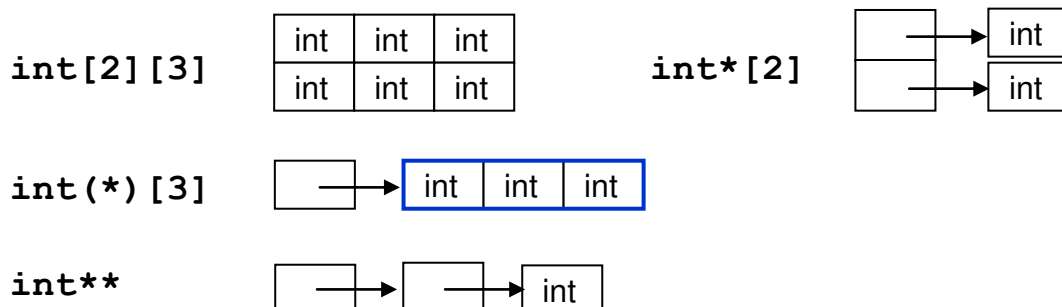 int[2][3]
int int int
int int int
int*[2]
int
int
int(*)[3]
int int int
int**
int